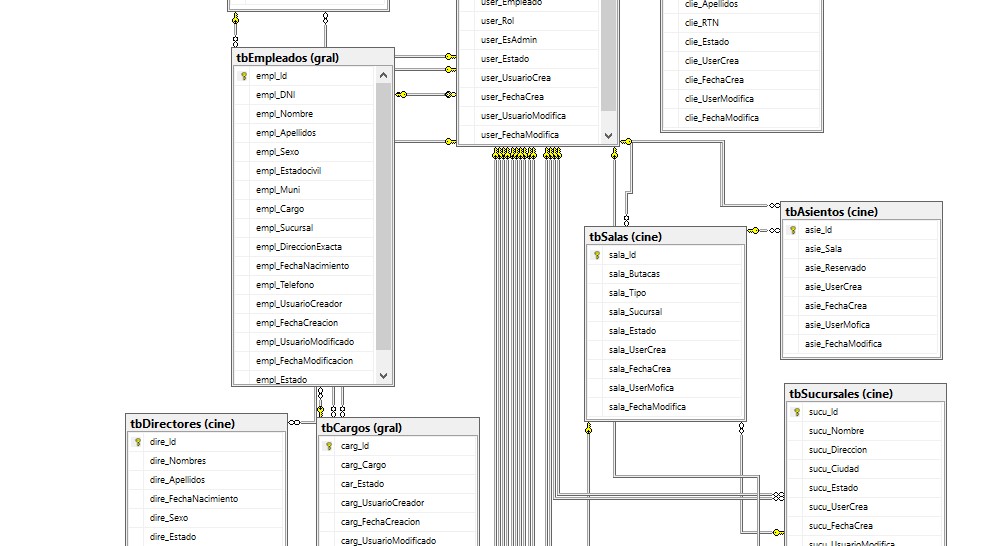 user_Empleado
user_Rol
user_EsAdmin
user_Estado
user_UsuarioCrea
user_FechaCrea
user_UsuarioModifica
user_FechaModifica
clie_Apellidos
clie_RTN
clie_Estado
clie_UserCrea
clie_FechaCrea
clie_UserModifica
clie_FechaModifica
tbEmpleados (gral)
empl_Id
empl_DNI
empl_Nombre
empl_Apellidos
empl_Sexo
empl_Estadocivil
empl_Muni
empl_Cargo
empl_Sucursal
empl_DireccionExacta
empl_FechaNacimiento
empl_Telefono
empl_UsuarioCreador
empl_FechaCreacion
empl_UsuarioModificado
empl_FechaModificacion
empl_Estado
tbAsientos (cine)
asie_Id
asie_Sala
asie_Reservado
asie_UserCrea
asie_FechaCrea
asie_UserMofica
asie_FechaModifica
tbSalas (cine)
sala_Id
sala_Butacas
sala_Tipo
sala_Sucursal
sala_Estado
sala_UserCrea
sala_FechaCrea
sala_UserMofica
sala_FechaModifica
tbSucursales (cine)
sucu_Id
sucu_Nombre
sucu_Direccion
sucu_Ciudad
sucu_Estado
sucu_UserCrea
sucu_FechaCrea
sucu_UsuarioModifica
tbDirectores (cine)
dire_Id
dire_Nombres
dire_Apellidos
dire_FechaNacimiento
dire_Sexo
dire_Estado
tbCargos (gral)
carg_Id
carg_Cargo
car_Estado
carg_UsuarioCreador
carg_FechaCreacion
carg_UsuarioModificado